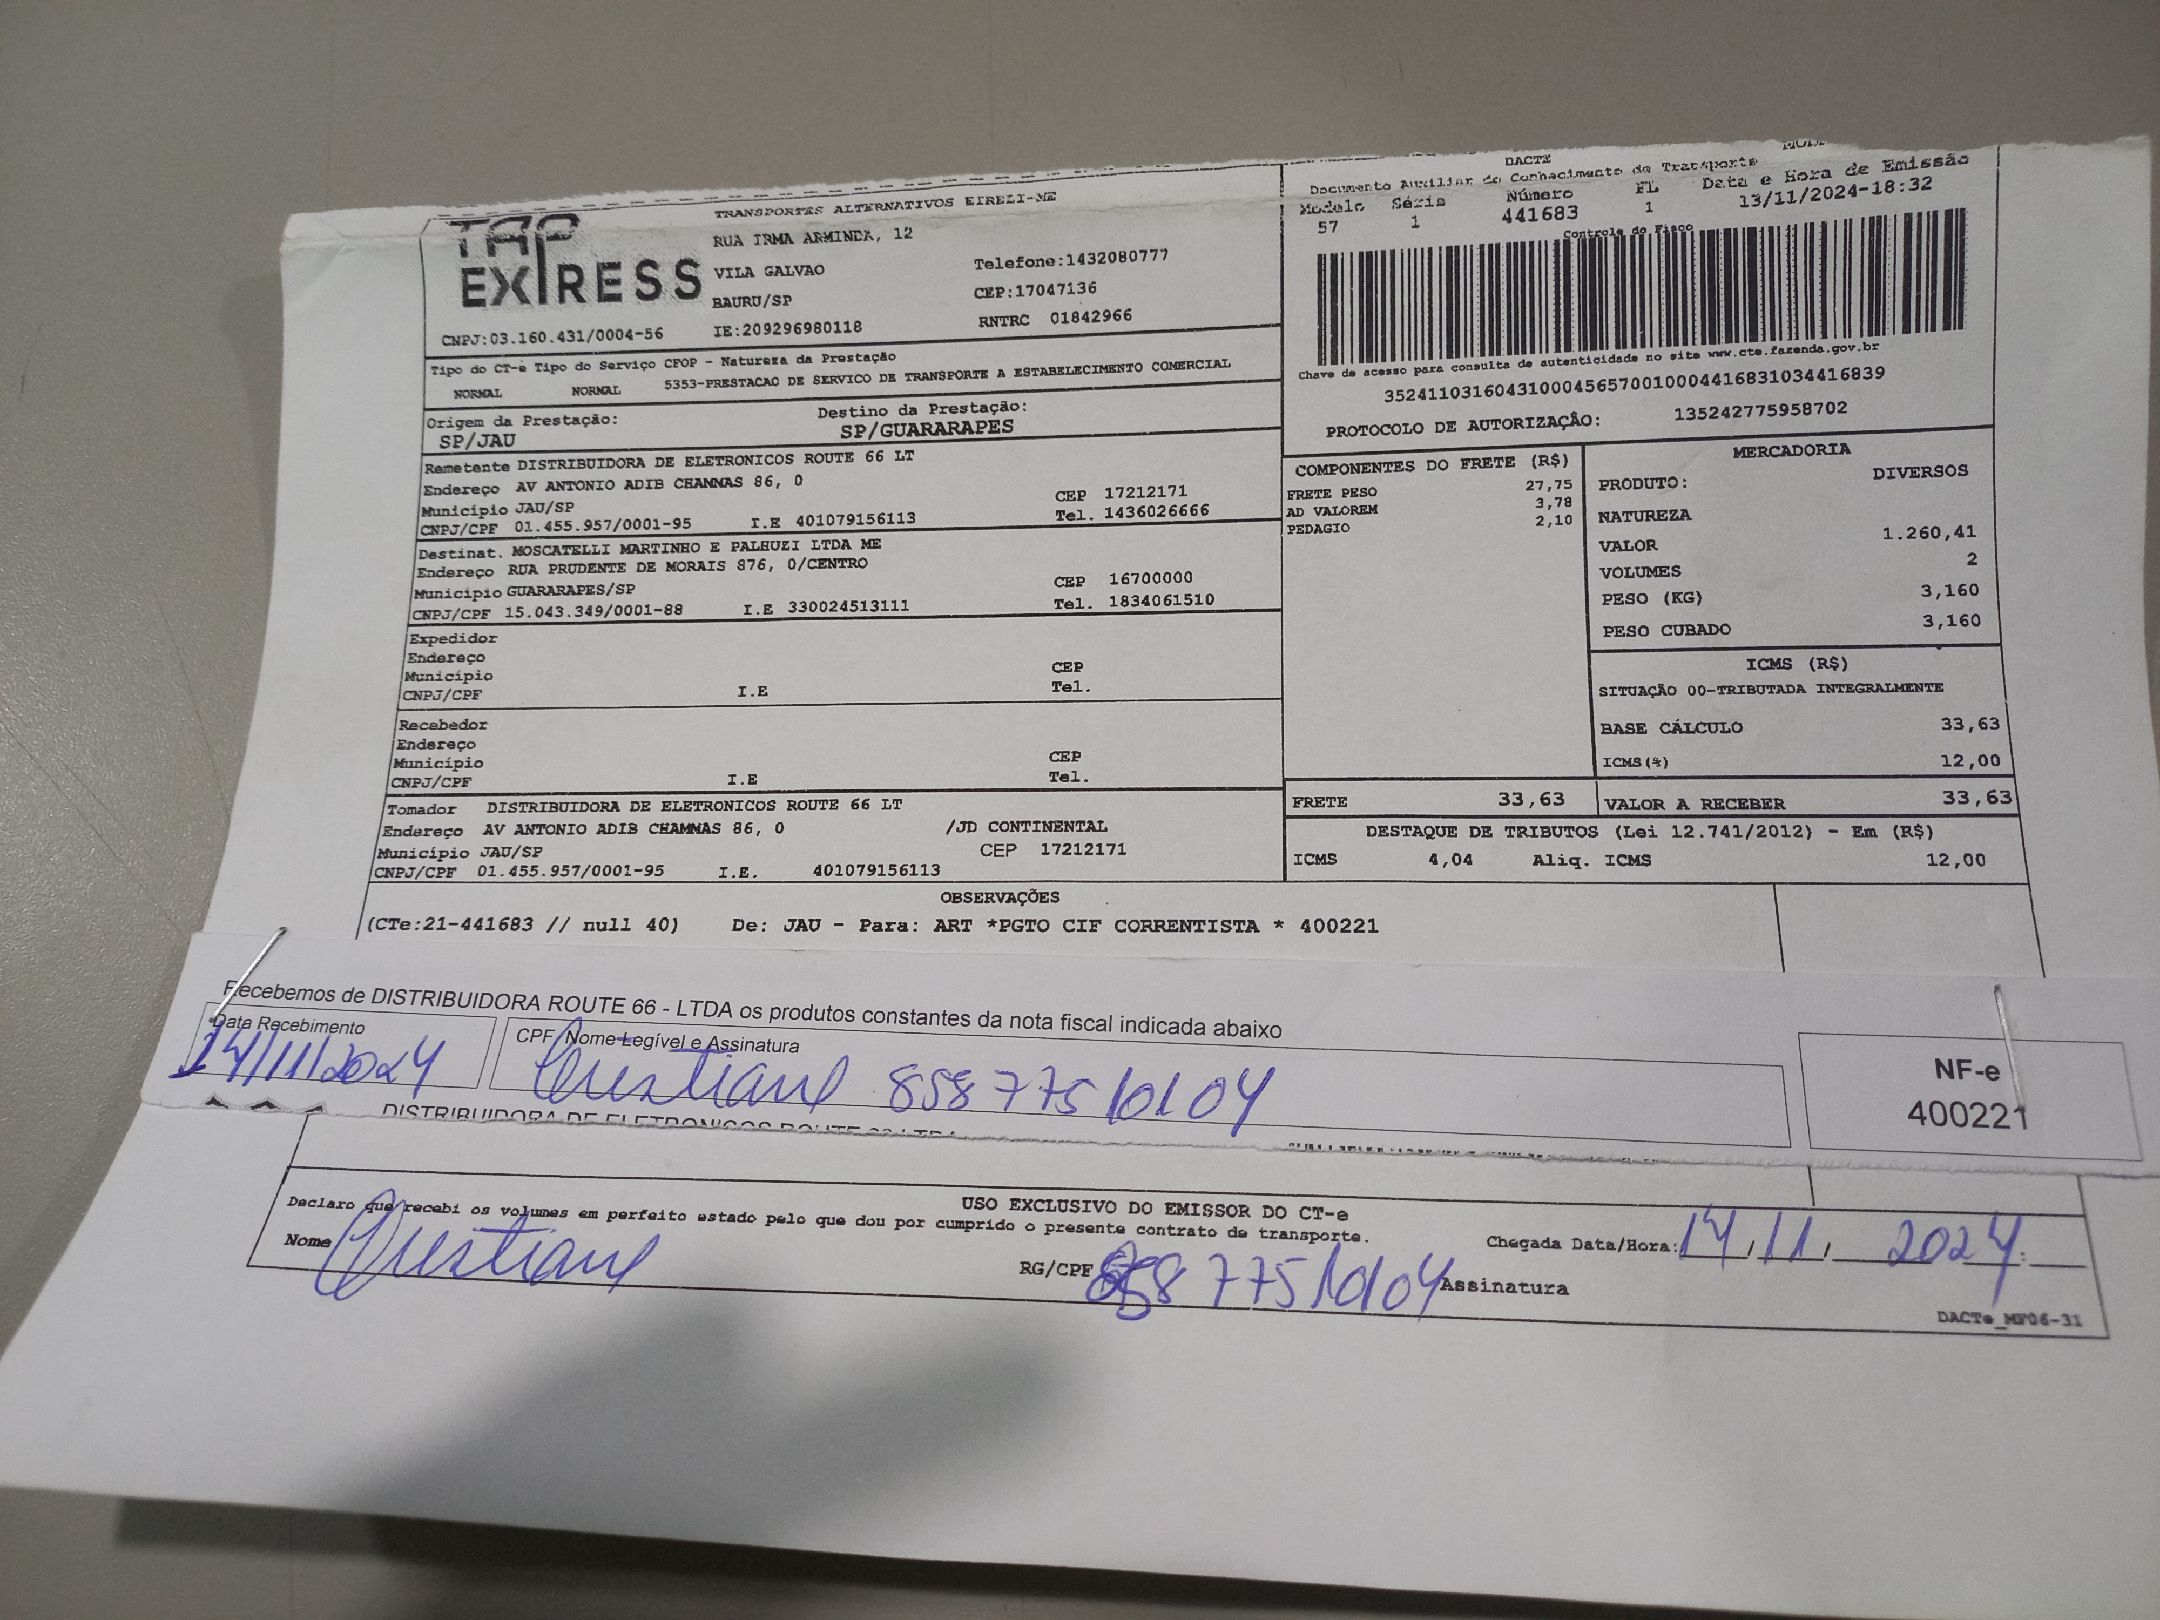 TAP
EXPRESS
TRANSPORTES ALTERNATIVOS EIRELI-ME
RUA IRMA ARMINDA, 12
VILA GALVAO
Telefone:1432080777
BAURU/SP
CEP:17047136
CNPJ:03.160.431/0004-56
IE:209296980118
RNTRC 01842966
DACTE
Documento Auxiliar do Conhecimento de Transporte
Modelo Série Número FL Data e Hora de Emissão
57 1 441683 1 13/11/2024-18:32
Controle do Fisco
Chave de acesso para consulta de autenticidade no site www.cte.fazenda.gov.br
35241103160431000456570010004416831034416839
PROTOCOLO DE AUTORIZAÇÃO: 135242775958702
Tipo do CT-e Tipo do Serviço CFOP - Natureza da Prestação
NORMAL NORMAL 5353-PRESTACAO DE SERVICO DE TRANSPORTE A ESTABELECIMENTO COMERCIAL
Origem da Prestação: Destino da Prestação:
SP/JAU SP/GUARARAPES
Remetente DISTRIBUIDORA DE ELETRONICOS ROUTE 66 LT
Endereço AV ANTONIO ADIB CHAMMAS 86, 0
Município JAU/SP CEP 17212171
CNPJ/CPF 01.455.957/0001-95 I.E 401079156113 Tel. 1436026666
Destinat. MOSCATELLI MARTINHO E PALHUZI LTDA ME
Endereço RUA PRUDENTE DE MORAIS 876, 0/CENTRO
Município GUARARAPES/SP CEP 16700000
CNPJ/CPF 15.043.349/0001-88 I.E 330024513111 Tel. 1834061510
Expedidor
Endereço
Município CEP
CNPJ/CPF I.E Tel.
Recebedor
Endereço
Município CEP
CNPJ/CPF I.E Tel.
Tomador DISTRIBUIDORA DE ELETRONICOS ROUTE 66 LT
Endereço AV ANTONIO ADIB CHAMMAS 86, 0 /JD CONTINENTAL
Município JAU/SP CEP 17212171
CNPJ/CPF 01.455.957/0001-95 I.E. 401079156113
COMPONENTES DO FRETE (R$)
FRETE PESO 27,75
AD VALOREM 3,78
PEDAGIO 2,10
MERCADORIA
PRODUTO: DIVERSOS
NATUREZA
VALOR 1.260,41
VOLUMES 2
PESO (KG) 3,160
PESO CUBADO 3,160
ICMS (R$)
SITUAÇÃO 00-TRIBUTADA INTEGRALMENTE
BASE CÁLCULO 33,63
ICMS(%) 12,00
FRETE 33,63 VALOR A RECEBER 33,63
DESTAQUE DE TRIBUTOS (Lei 12.741/2012) - Em (R$)
ICMS 4,04 Aliq. ICMS 12,00
OBSERVAÇÕES
(CTe:21-441683 // null 40) De: JAU - Para: ART *PGTO CIF CORRENTISTA * 400221
Recebemos de DISTRIBUIDORA ROUTE 66 - LTDA os produtos constantes da nota fiscal indicada abaixo
Data Recebimento
14/11/2024
CPF Nome Legível e Assinatura
Cristiane 85877510104
NF-e
400221
DISTRIBUIDORA DE ELETRONICOS ROUTE 66 LTDA
USO EXCLUSIVO DO EMISSOR DO CT-e
Declaro que recebi os volumes em perfeito estado pelo que dou por cumprido o presente contrato de transporte.
Nome Cristiane
RG/CPF 85877510104 Assinatura
Chegada Data/Hora: 14/11/2024
DACTe_MF06-31